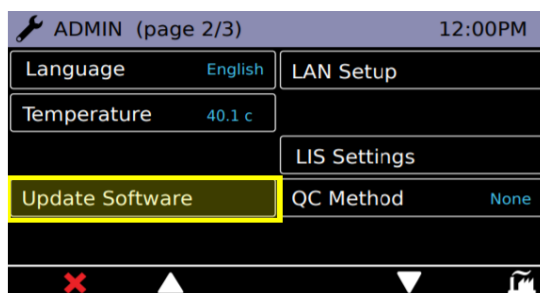 ADMIN (page 2/3) 12:00PM
Language English LAN Setup
Temperature 40.1 c
LIS Settings
Update Software QC Method None